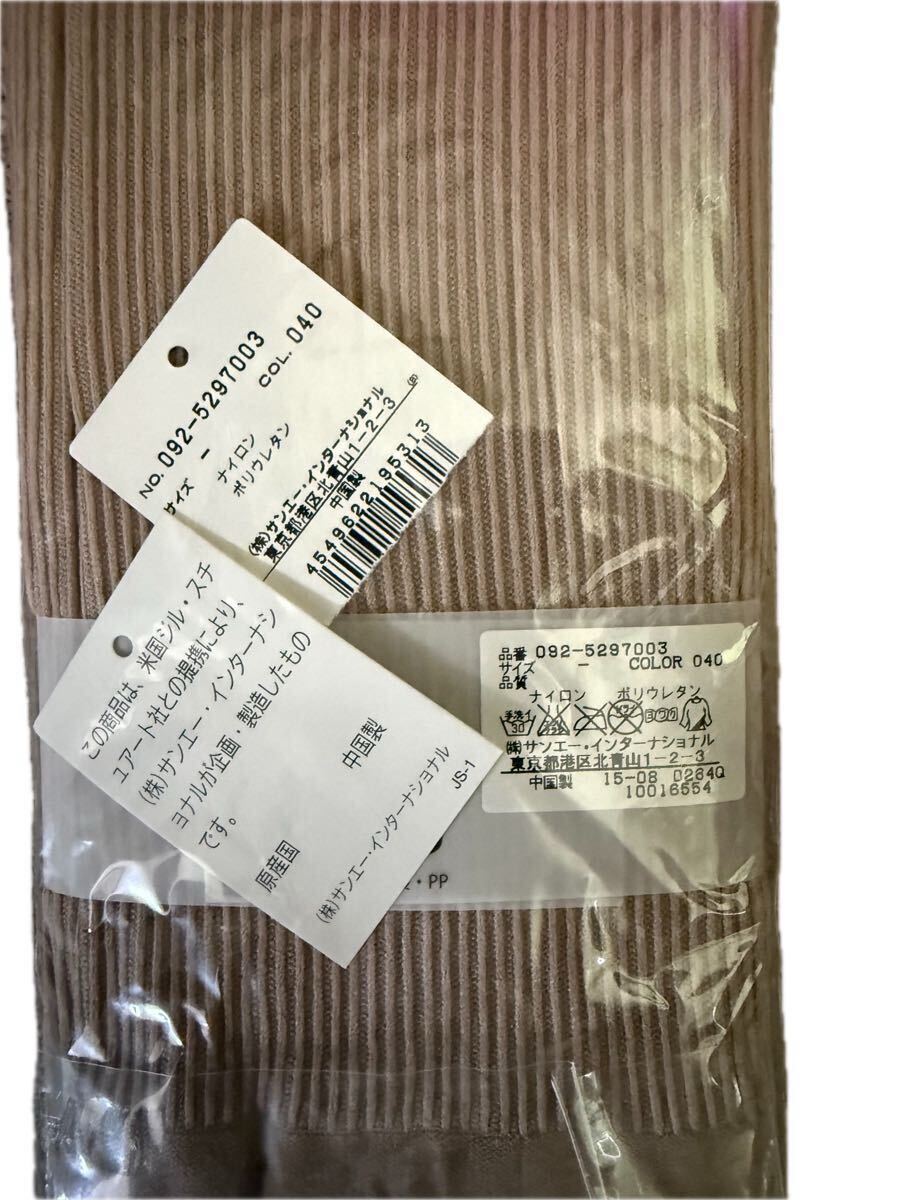 NO. 092-5297003
サイズ - COL. 040
ナイロン
ポリウレタン
(株)サンエー・インターナショナル
東京都港区北青山1-2-3
中国製
4549622195313
この商品は、米国ジル・スチ
ュアート社との提携により、
(株)サンエー・インターナシ
ョナルが企画・製造したもの
です。
原産国 中国製
(株)サンエー・インターナショナル
JS-1
品番 092-5297003
サイズ - COLOR 040
品質
ナイロン ポリウレタン
手洗イ
30
(株)サンエー・インターナショナル
東京都港区北青山1-2-3
中国製 15-08 0284Q
10016554
・PP